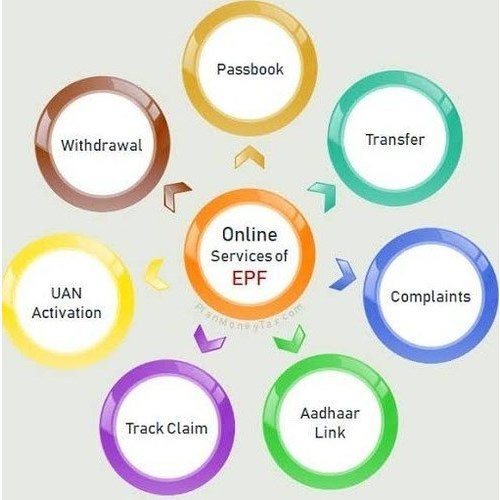 Passbook
Withdrawal
Transfer
Online
Services of
EPF
UAN
Activation
Complaints
PlanMoneyTax.com
Track Claim
Aadhaar
Link